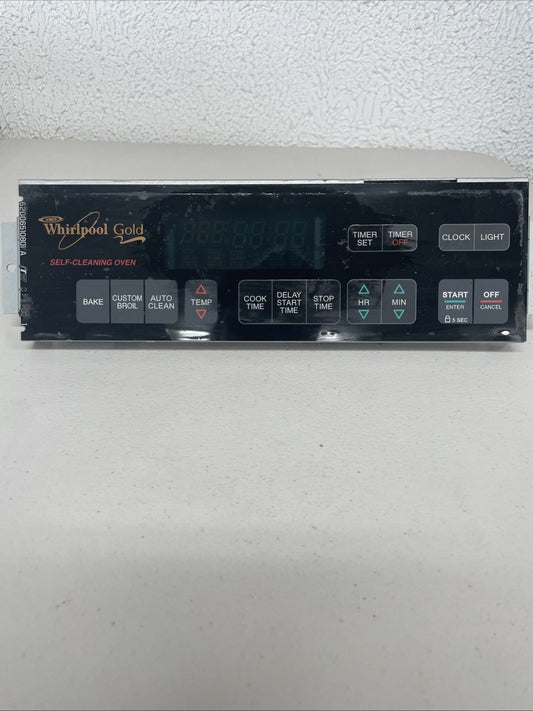 Whirlpool Gold
SELF-CLEANING OVEN
TIMER SET
TIMER OFF
CLOCK
LIGHT
BAKE
CUSTOM BROIL
AUTO CLEAN
TEMP
COOK TIME
DELAY START TIME
STOP TIME
HR
MIN
START
ENTER
5 SEC
OFF
CANCEL